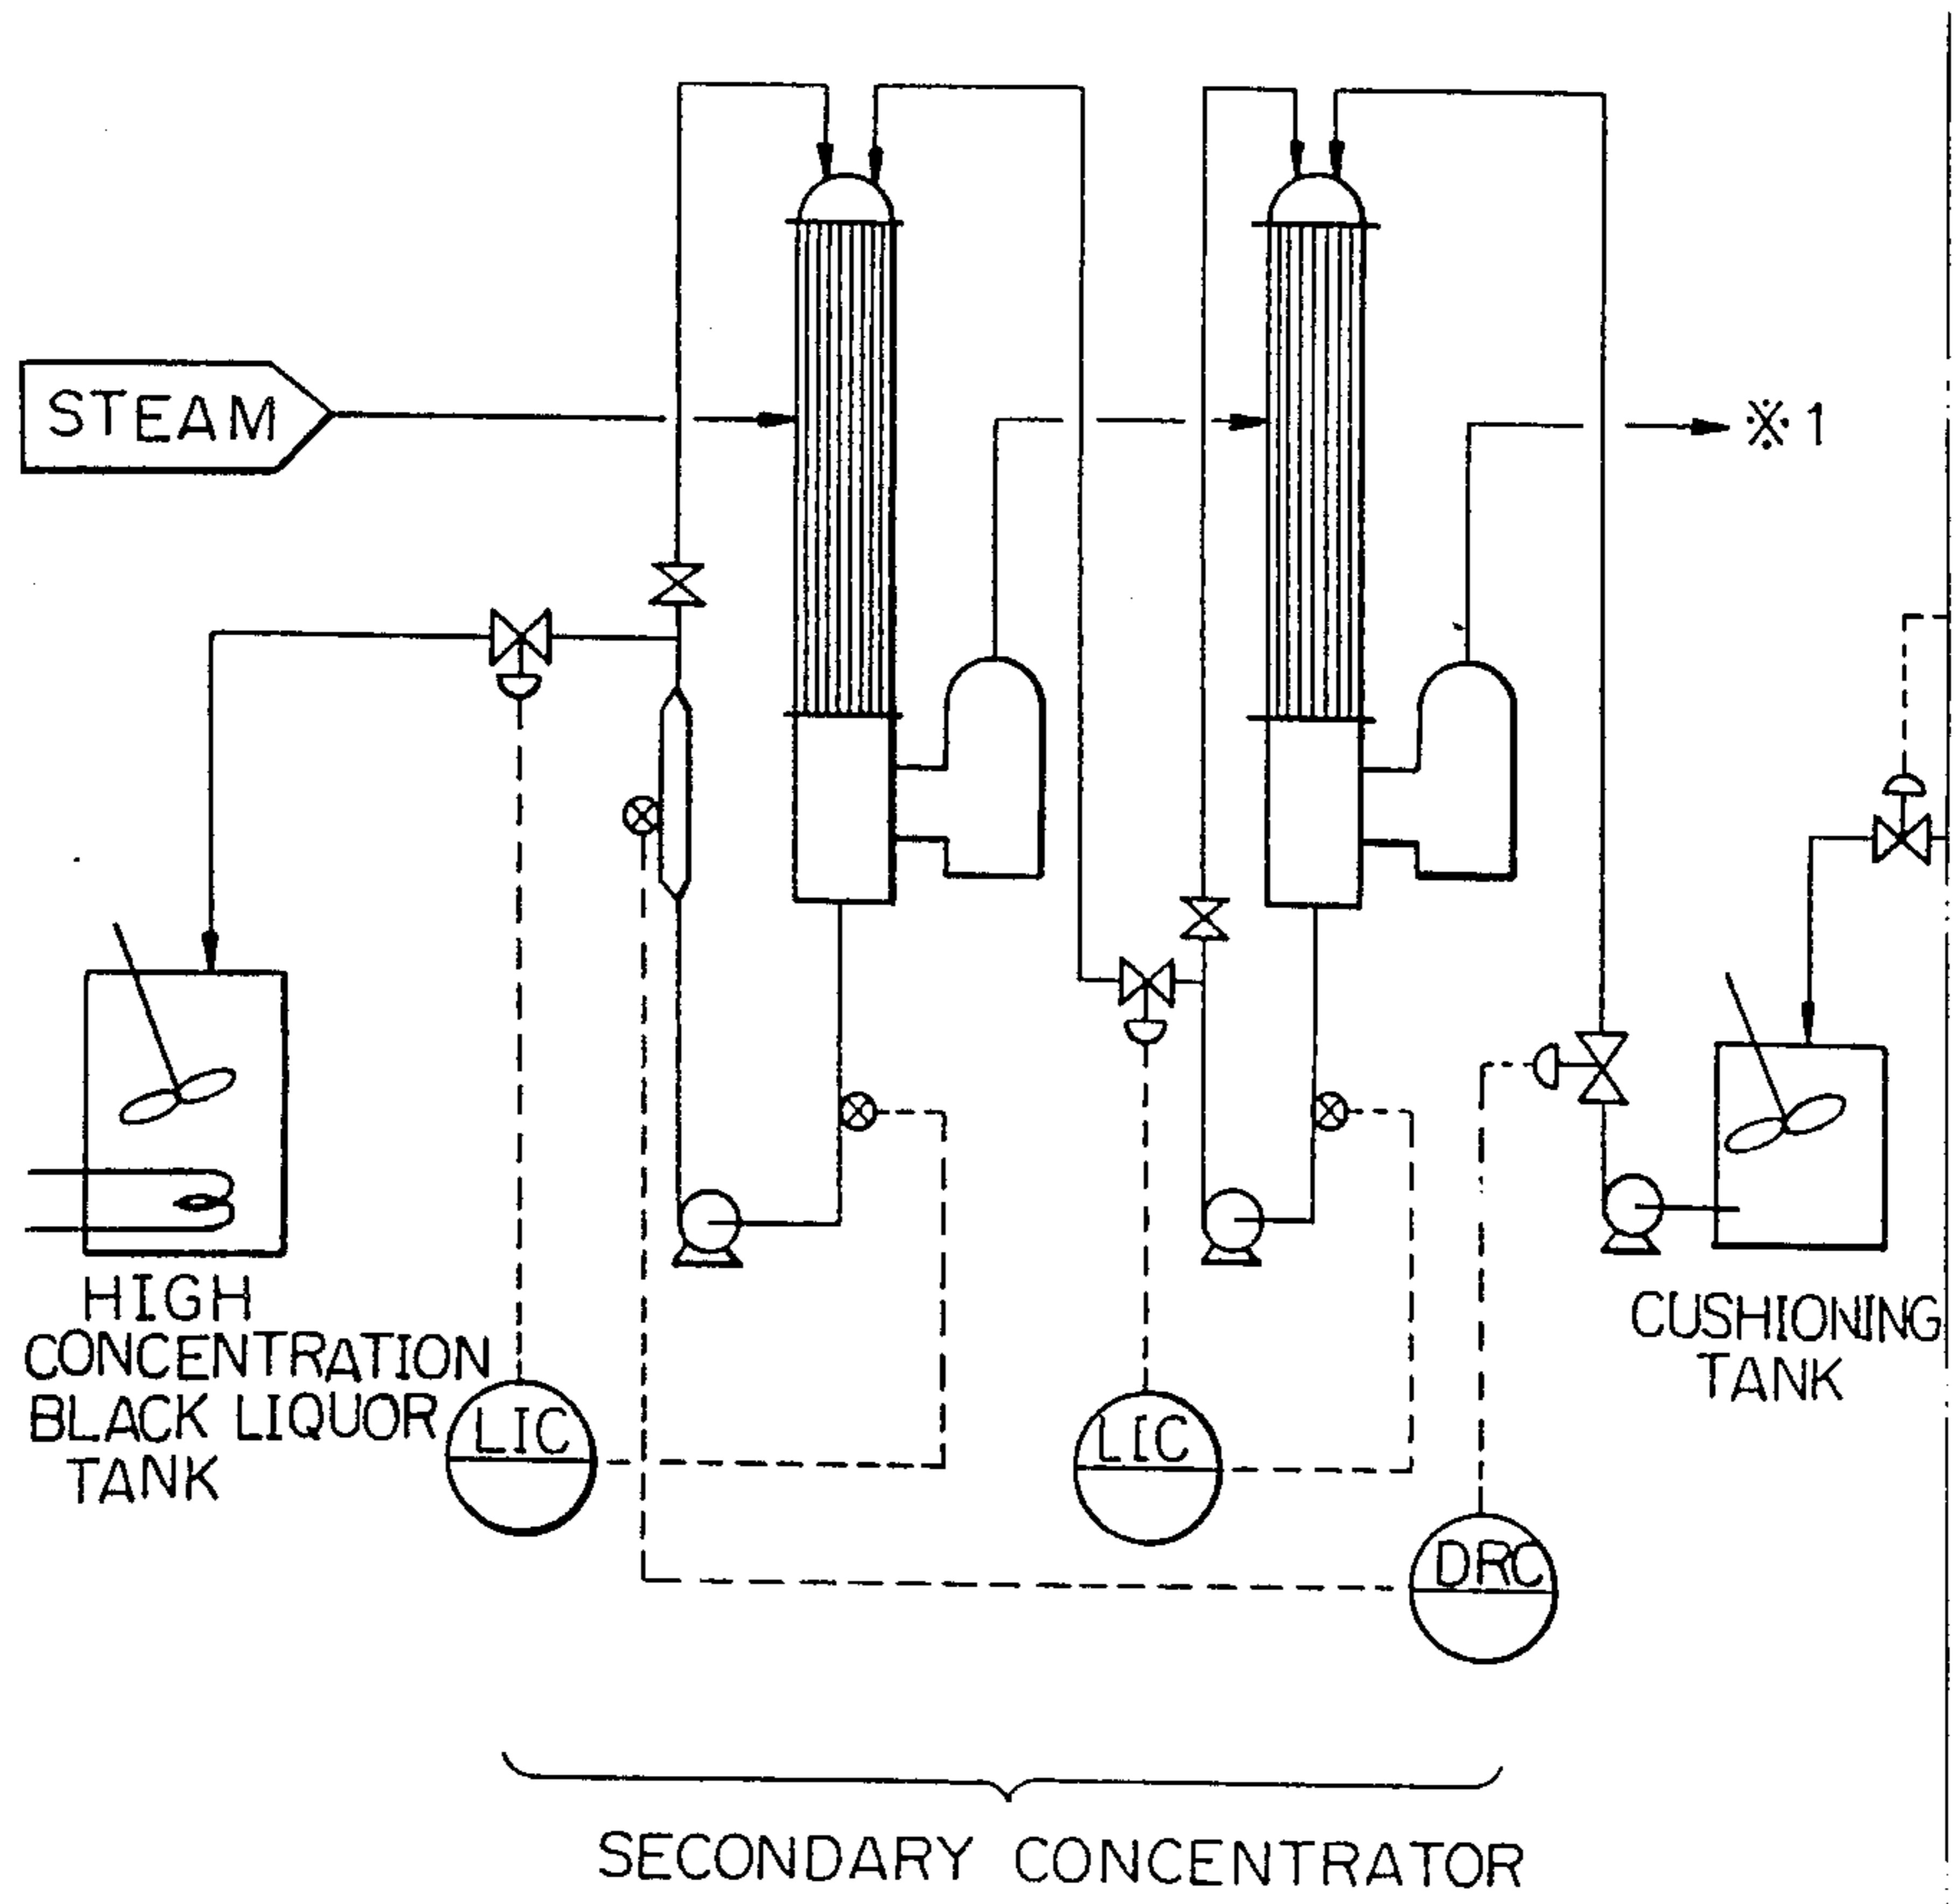 STEAM
※1
HIGH
CONCENTRATION
BLACK LIQUOR
TANK
CUSHIONING
TANK
LIC
LIC
DRC
SECONDARY CONCENTRATOR